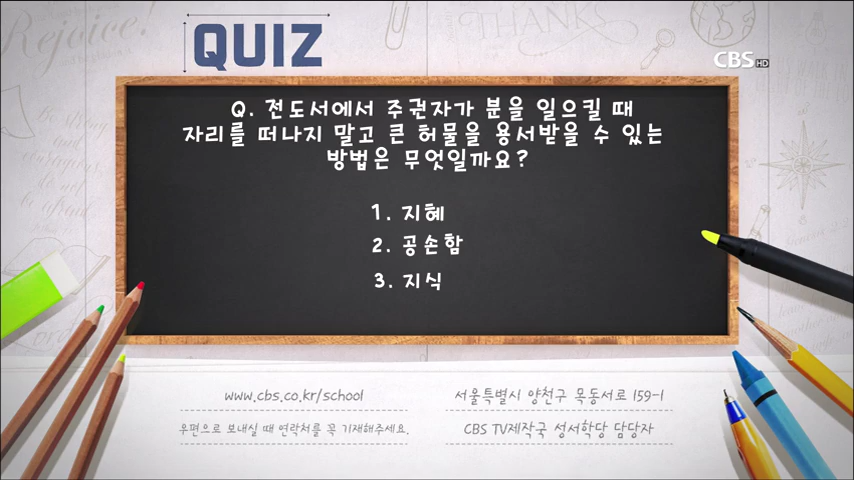 QUIZ
CBS HD
Rejoice!
THANKS
Q. 전도서에서 주권자가 분을 일으킬 때
자리를 떠나지 말고 큰 허물을 용서받을 수 있는
방법은 무엇일까요?
1. 지혜
2. 공손함
3. 지식
www.cbs.co.kr/school
서울특별시 양천구 목동서로 159-1
우편으로 보내실 때 연락처를 꼭 기재해주세요.
CBS TV제작국 성서학당 담당자